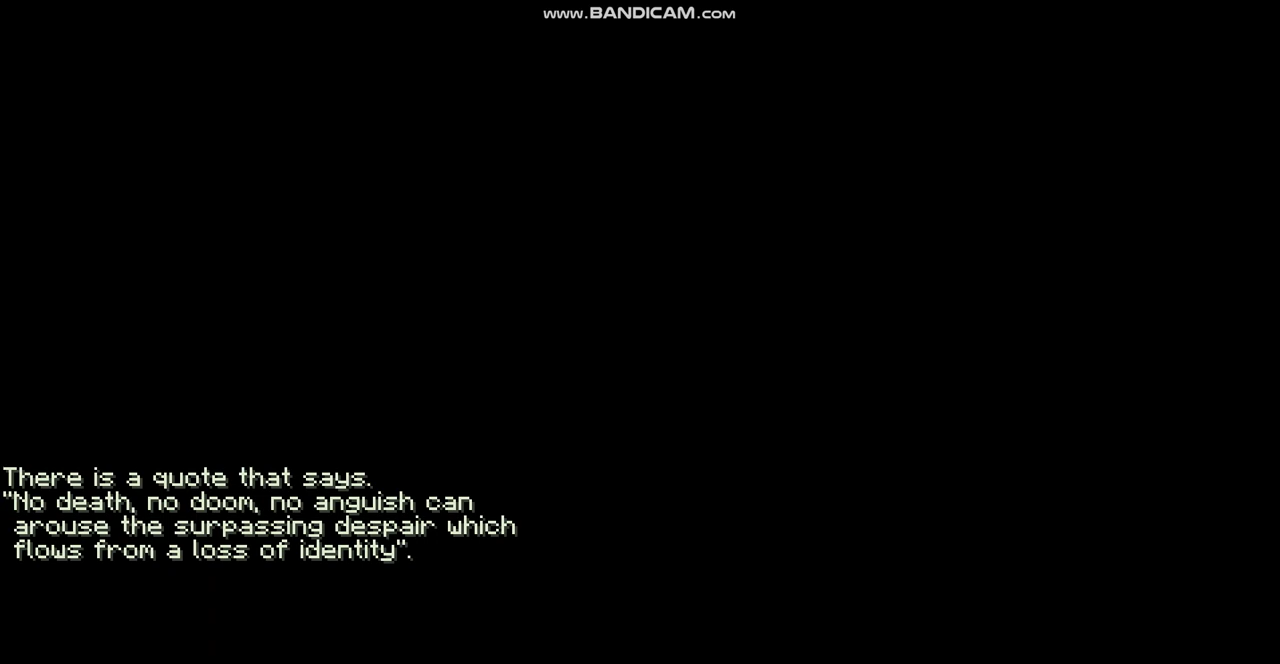 www.BANDICAM.com
There is a quote that says.
"No death, no doom, no anguish can
arouse the surpassing despair which
flows from a loss of identity".